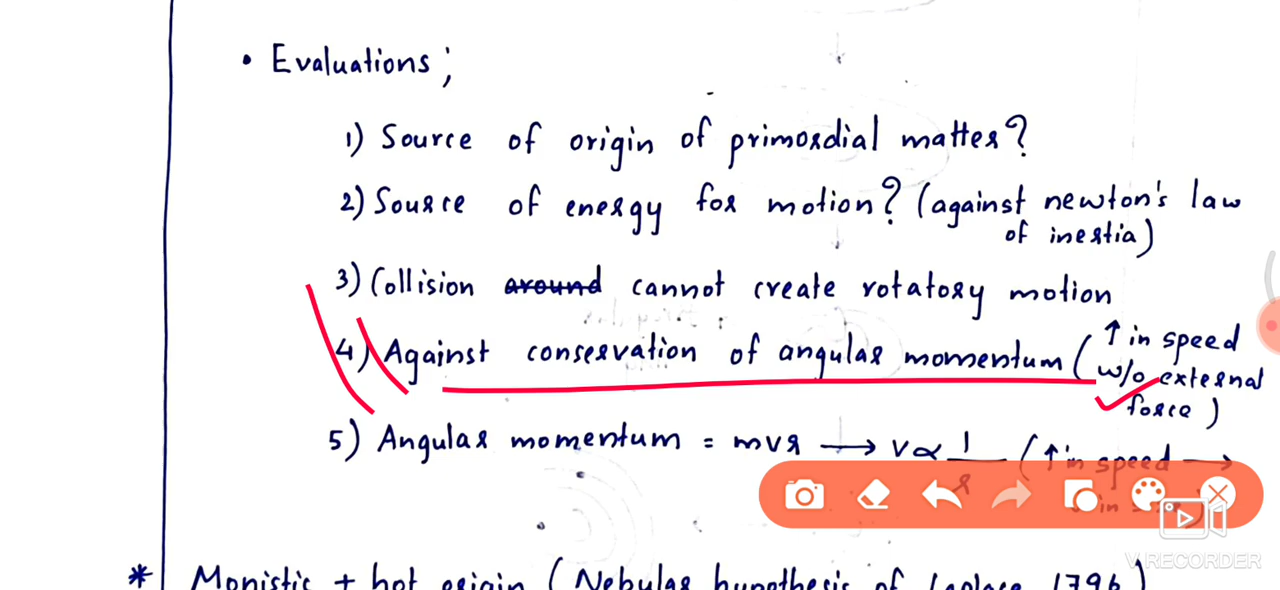 • Evaluations;
1) Source of origin of primordial matter?
2) Source of energy for motion? (against newton's law
of inertia)
3) Collision around cannot create rotatory motion
4) Against conservation of angular momentum (↑ in speed
w/o external
force)
5) Angular momentum = mvr → v∝ 1/r (↑ in speed →
in
* Monistic + hot origin (Nebular hypothesis of Laplace 1796)
V RECORDER